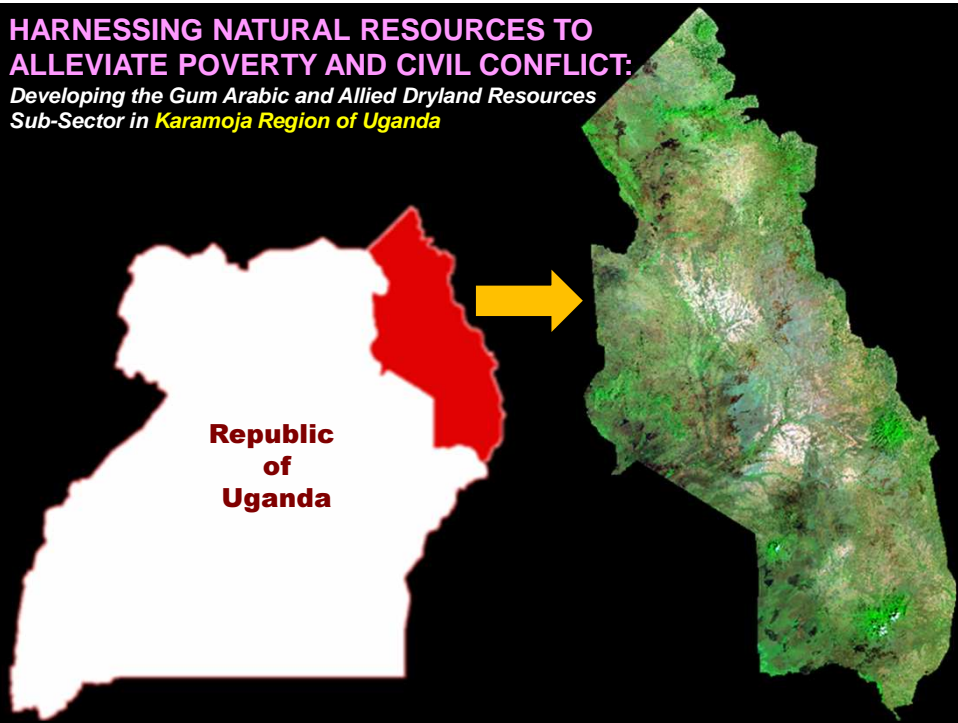 HARNESSING NATURAL RESOURCES TO
ALLEVIATE POVERTY AND CIVIL CONFLICT:
Developing the Gum Arabic and Allied Dryland Resources
Sub-Sector in Karamoja Region of Uganda
Republic
of
Uganda